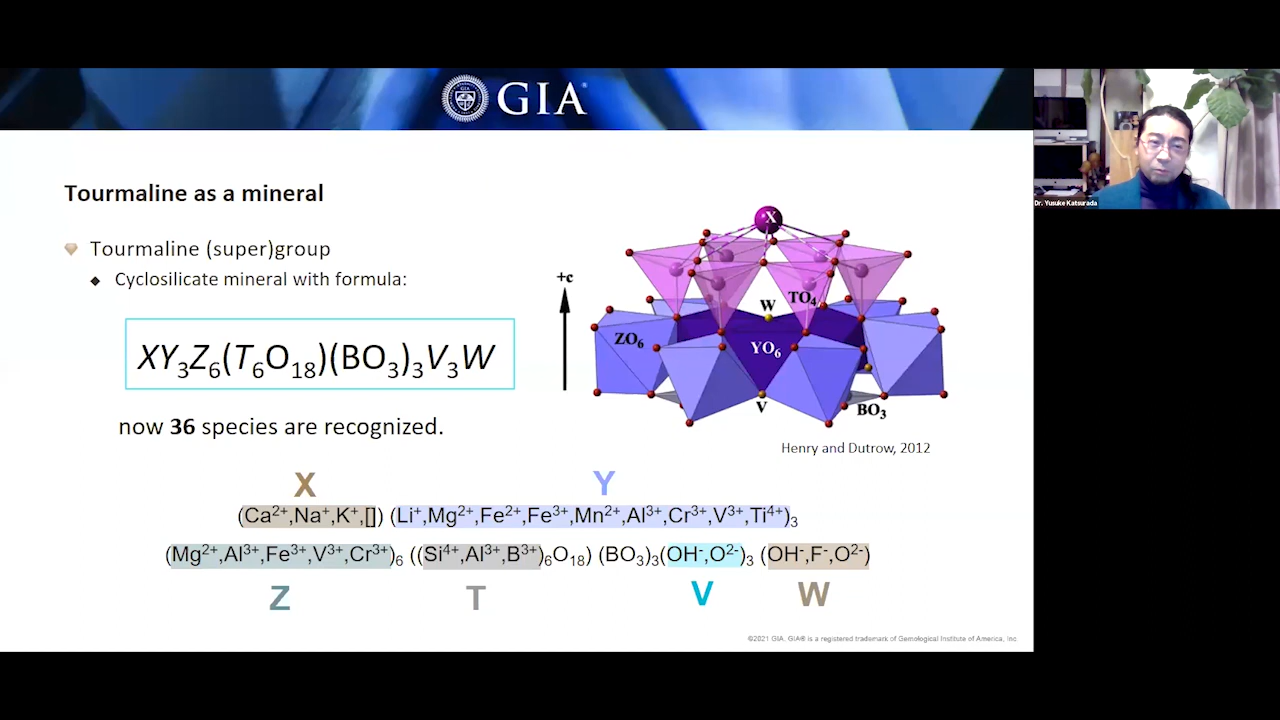 GIA®
Tourmaline as a mineral
Tourmaline (super)group
Cyclosilicate mineral with formula:
XY₃Z₆(T₆O₁₈)(BO₃)₃V₃W
now 36 species are recognized.
+c
X
TO₄
W
ZO₆
YO₆
V
BO₃
Henry and Dutrow, 2012
X Y
(Ca²⁺,Na⁺,K⁺,[]) (Li⁺,Mg²⁺,Fe²⁺,Fe³⁺,Mn²⁺,Al³⁺,Cr³⁺,V³⁺,Ti⁴⁺)₃
(Mg²⁺,Al³⁺,Fe³⁺,V³⁺,Cr³⁺)₆ ((Si⁴⁺,Al³⁺,B³⁺)₆O₁₈) (BO₃)₃(OH⁻,O²⁻)₃ (OH⁻,F⁻,O²⁻)
Z T V W
©2021 GIA. GIA® is a registered trademark of Gemological Institute of America, Inc.
Dr. Yusuke Katsurada